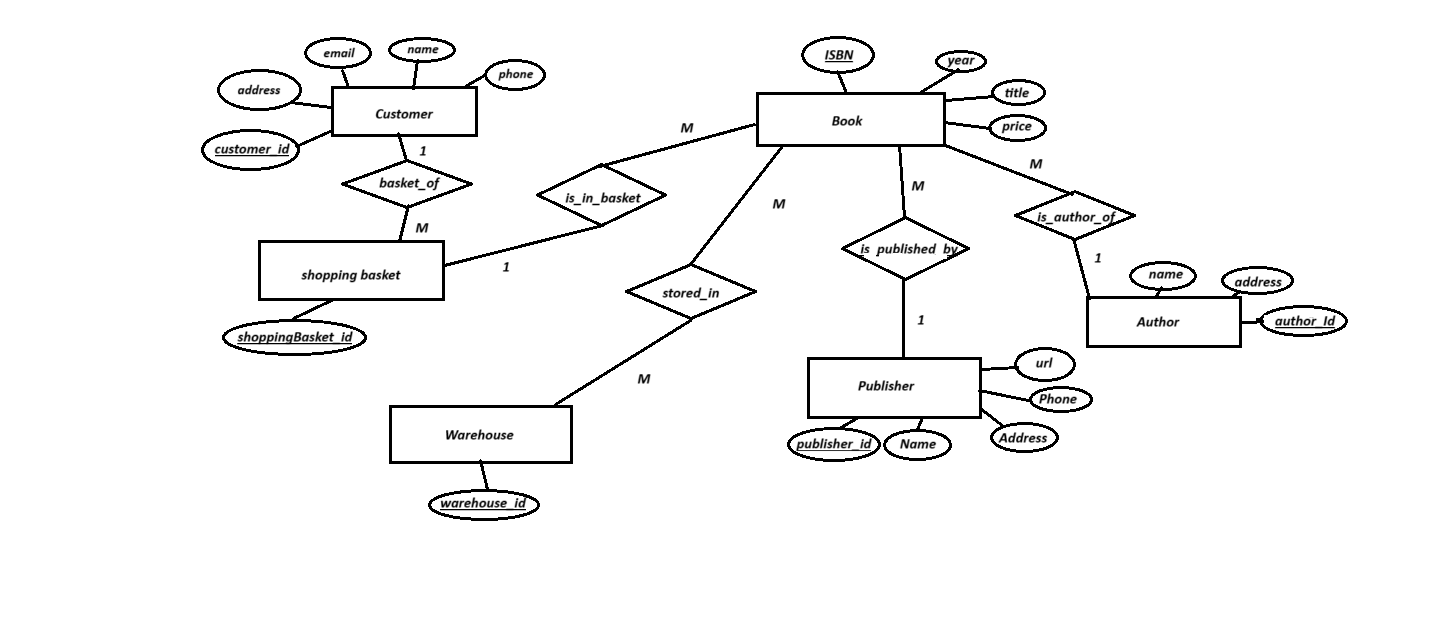 email
name
phone
address
Customer
customer_id
1
basket_of
M
shopping basket
shoppingBasket_id
M
is_in_basket
1
ISBN
year
title
price
Book
M
stored_in
M
Warehouse
warehouse_id
M
is_published_by
1
Publisher
url
Phone
Address
Name
publisher_id
M
is_author_of
1
name
address
Author
author_Id